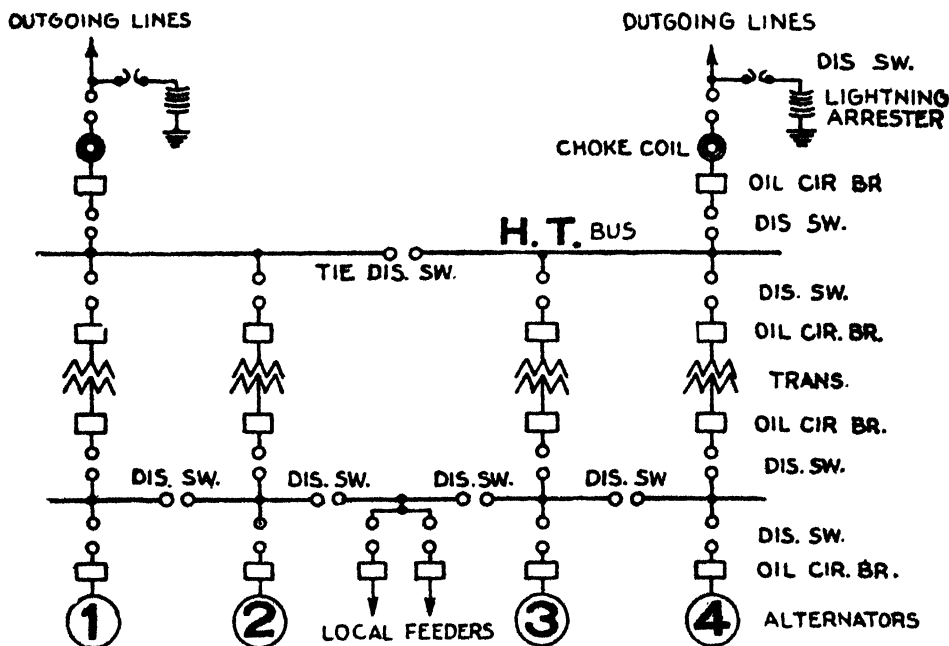 OUTGOING LINES
OUTGOING LINES
DIS SW.
LIGHTNING
ARRESTER
CHOKE COIL
OIL CIR BR
DIS SW.
H. T. BUS
TIE DIS. SW.
DIS. SW.
OIL CIR. BR.
TRANS.
OIL CIR BR.
DIS. SW.
DIS. SW.
DIS. SW.
DIS. SW.
DIS. SW
DIS. SW.
OIL CIR. BR.
1
2
3
4
ALTERNATORS
LOCAL FEEDERS